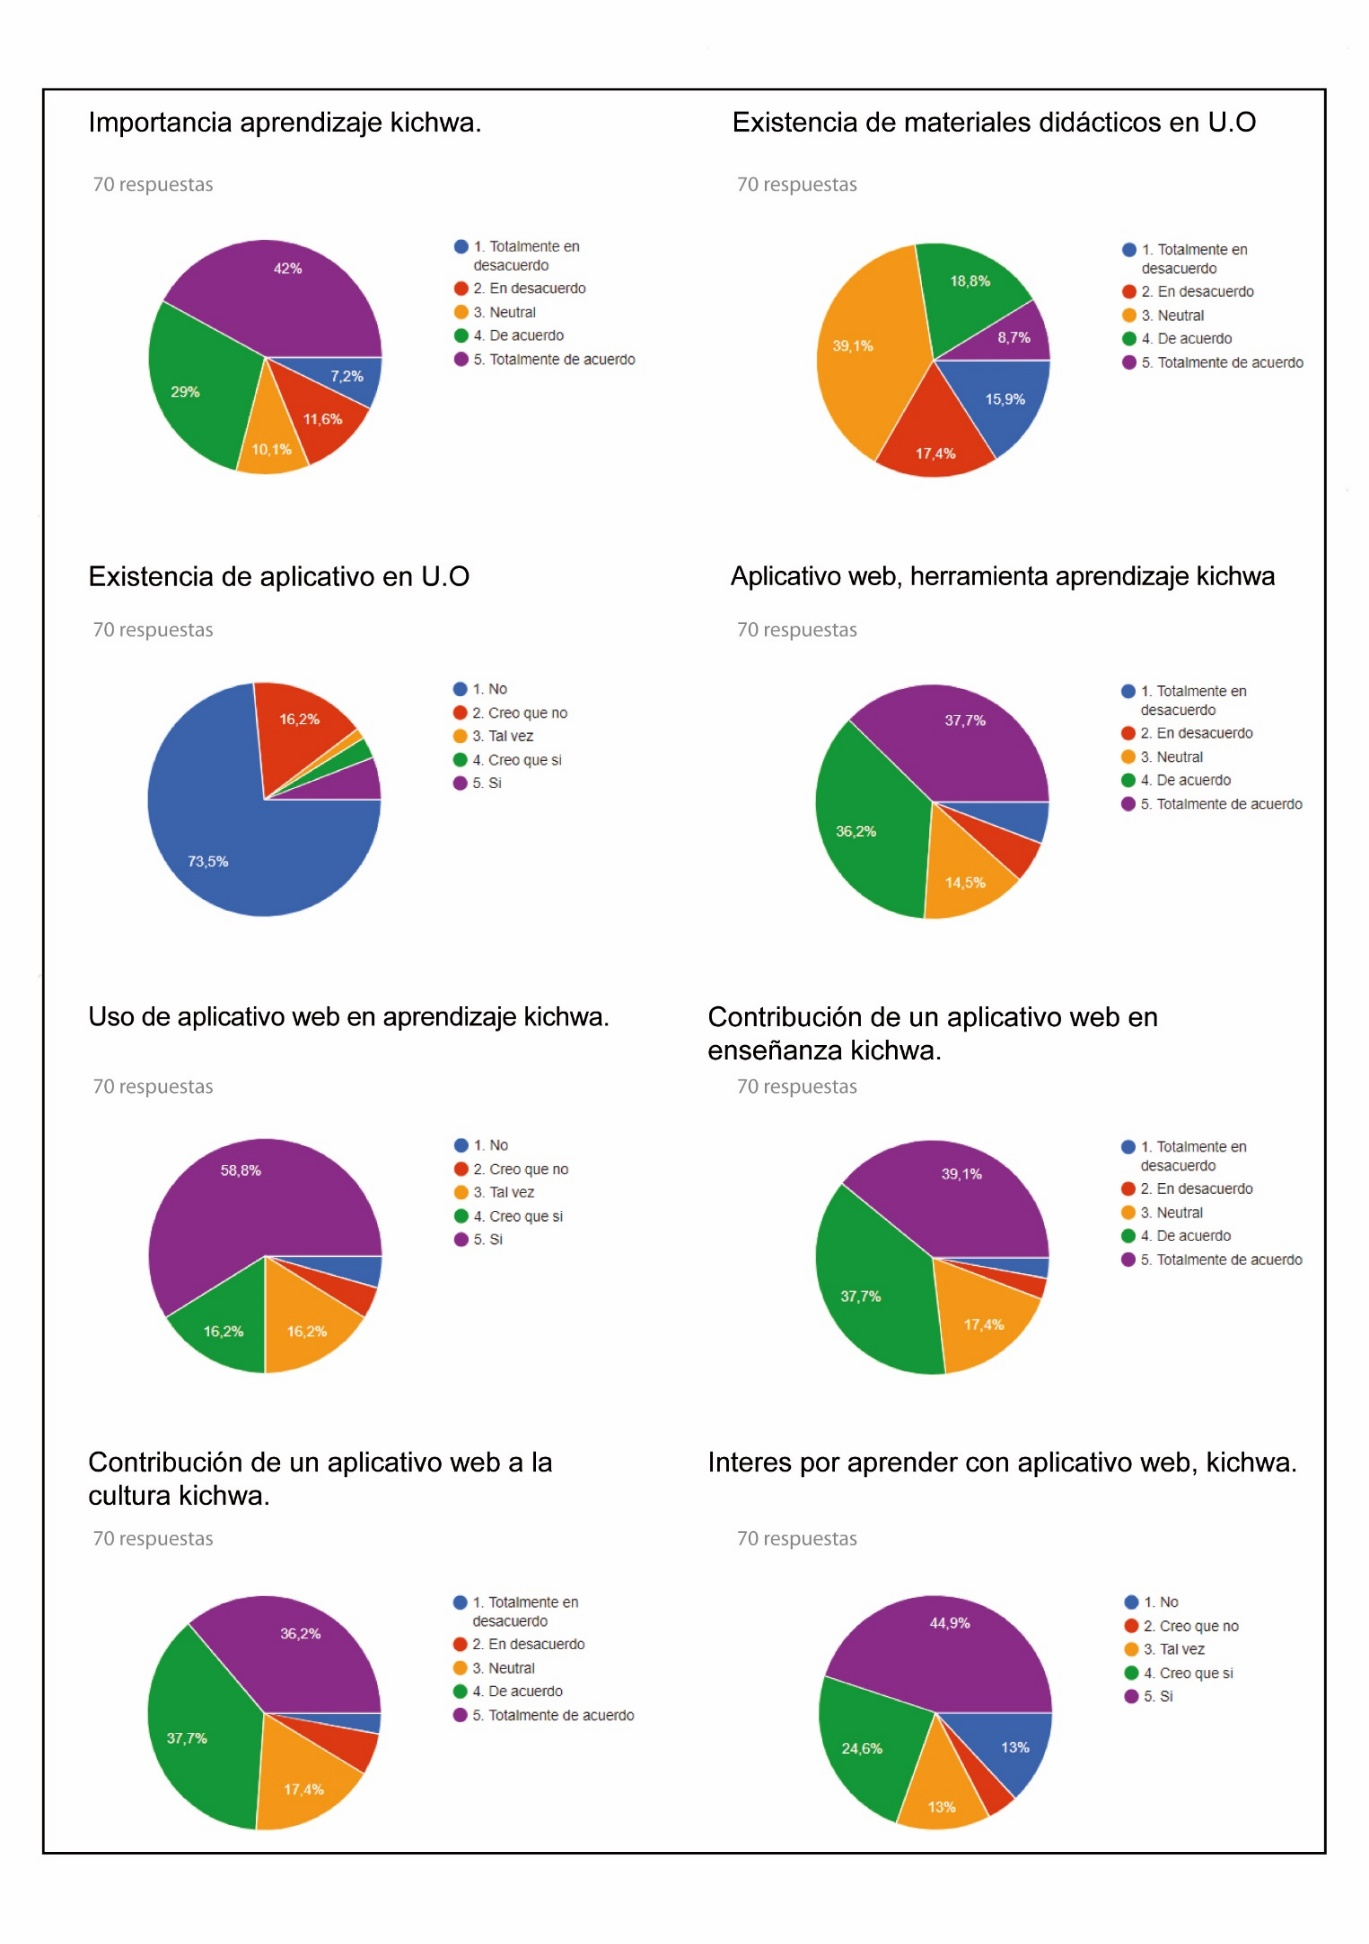 Importancia aprendizaje kichwa.
70 respuestas
42%
29%
10,1%
11,6%
7,2%
1. Totalmente en
desacuerdo
2. En desacuerdo
3. Neutral
4. De acuerdo
5. Totalmente de acuerdo
Existencia de materiales didácticos en U.O
70 respuestas
18,8%
8,7%
39,1%
15,9%
17,4%
1. Totalmente en
desacuerdo
2. En desacuerdo
3. Neutral
4. De acuerdo
5. Totalmente de acuerdo
Existencia de aplicativo en U.O
70 respuestas
16,2%
73,5%
1. No
2. Creo que no
3. Tal vez
4. Creo que si
5. Si
Aplicativo web, herramienta aprendizaje kichwa
70 respuestas
37,7%
36,2%
14,5%
1. Totalmente en
desacuerdo
2. En desacuerdo
3. Neutral
4. De acuerdo
5. Totalmente de acuerdo
Uso de aplicativo web en aprendizaje kichwa.
70 respuestas
58,8%
16,2%
16,2%
1. No
2. Creo que no
3. Tal vez
4. Creo que si
5. Si
Contribución de un aplicativo web en
enseñanza kichwa.
70 respuestas
39,1%
37,7%
17,4%
1. Totalmente en
desacuerdo
2. En desacuerdo
3. Neutral
4. De acuerdo
5. Totalmente de acuerdo
Contribución de un aplicativo web a la
cultura kichwa.
70 respuestas
36,2%
37,7%
17,4%
1. Totalmente en
desacuerdo
2. En desacuerdo
3. Neutral
4. De acuerdo
5. Totalmente de acuerdo
Interes por aprender con aplicativo web, kichwa.
70 respuestas
44,9%
24,6%
13%
13%
1. No
2. Creo que no
3. Tal vez
4. Creo que si
5. Si